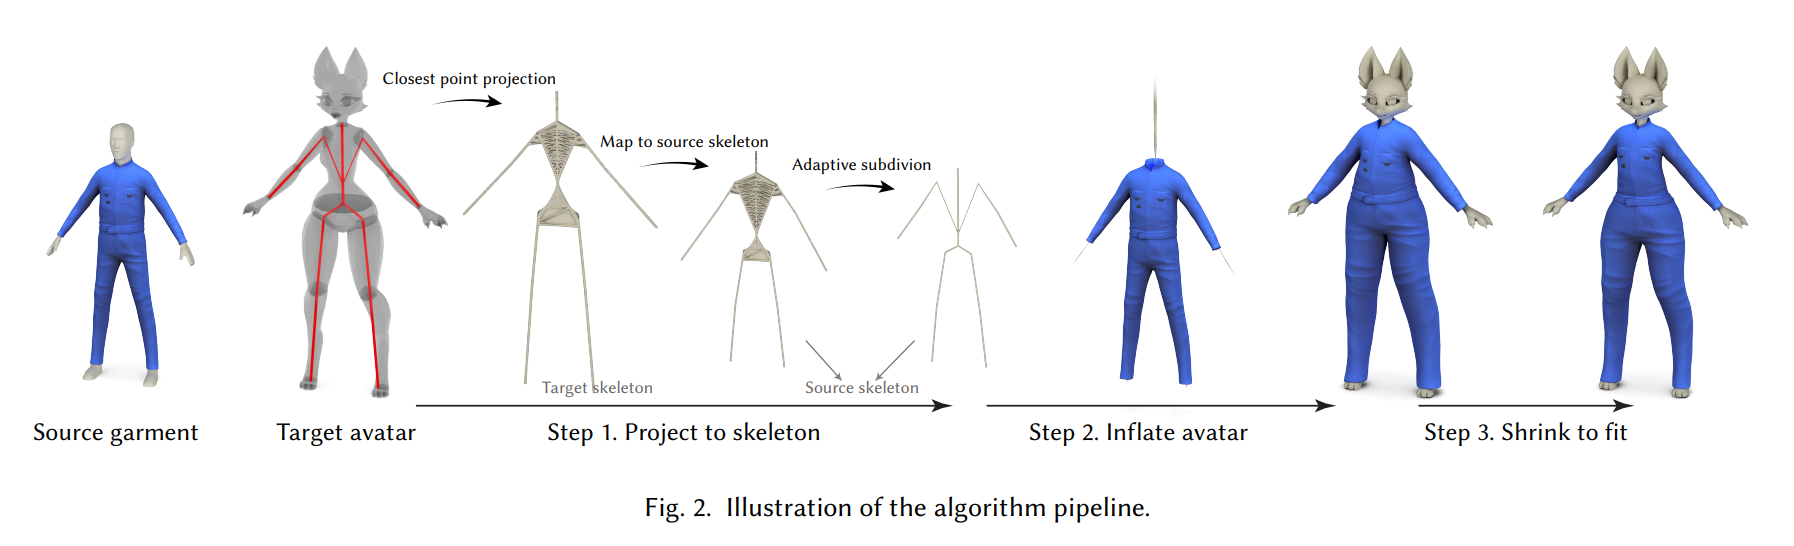 Closest point projection
Map to source skeleton
Adaptive subdivion
Target skeleton
Source skeleton
Source garment
Target avatar
Step 1. Project to skeleton
Step 2. Inflate avatar
Step 3. Shrink to fit
Fig. 2. Illustration of the algorithm pipeline.